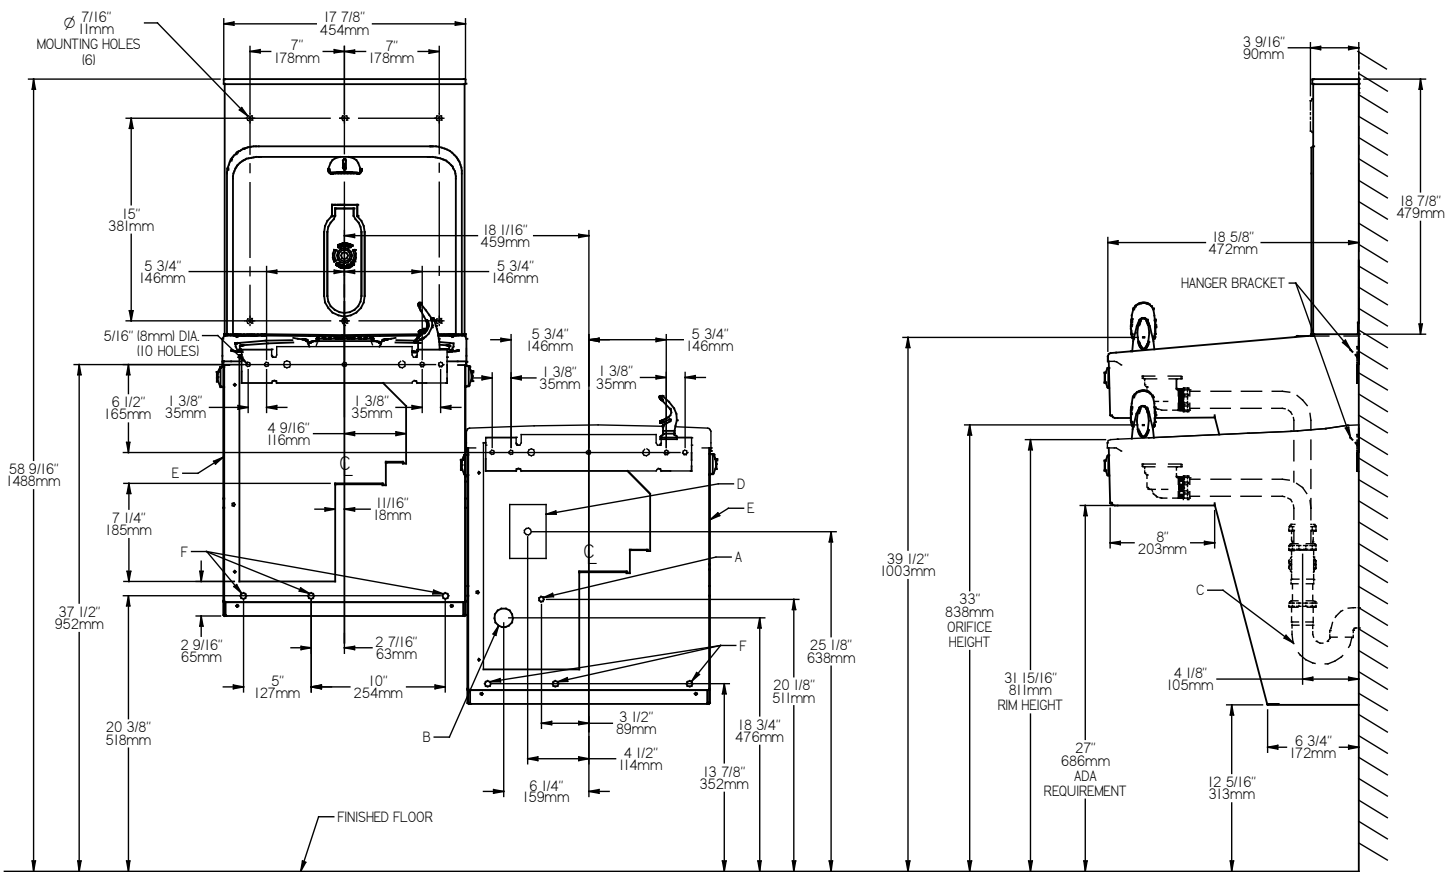 Ø 7/16"
11mm
MOUNTING HOLES
(6)
17 7/8"
454mm
7"
178mm
7"
178mm
3 9/16"
90mm
15"
381mm
18 1/16"
459mm
18 7/8"
479mm
18 5/8"
472mm
5 3/4"
146mm
5 3/4"
146mm
HANGER BRACKET
5/16" (8mm) DIA.
(10 HOLES)
5 3/4"
146mm
5 3/4"
146mm
6 1/2"
165mm
1 3/8"
35mm
1 3/8"
35mm
1 3/8"
35mm
1 3/8"
35mm
4 9/16"
116mm
58 9/16"
1488mm
E
C
L
D
E
11/16"
18mm
7 1/4"
185mm
8"
203mm
F
C
L
A
39 1/2"
1003mm
37 1/2"
952mm
33"
838mm
ORIFICE
HEIGHT
C
2 9/16"
65mm
2 7/16"
63mm
F
25 1/8"
638mm
5"
127mm
10"
254mm
20 1/8"
511mm
31 15/16"
811mm
RIM HEIGHT
4 1/8"
105mm
20 3/8"
518mm
B
3 1/2"
89mm
18 3/4"
476mm
4 1/2"
114mm
27"
686mm
ADA
REQUIREMENT
6 3/4"
172mm
6 1/4"
159mm
13 7/8"
352mm
12 5/16"
313mm
FINISHED FLOOR